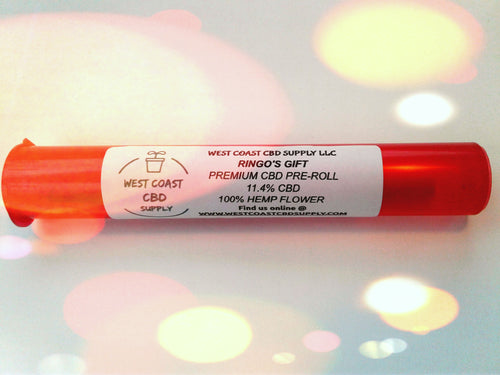 WEST COAST
CBD
SUPPLY
WEST COAST CBD SUPPLY LLC
RINGO'S GIFT
PREMIUM CBD PRE-ROLL
11.4% CBD
100% HEMP FLOWER
Find us online @
WWW.WESTCOASTCBDSUPPLY.COM